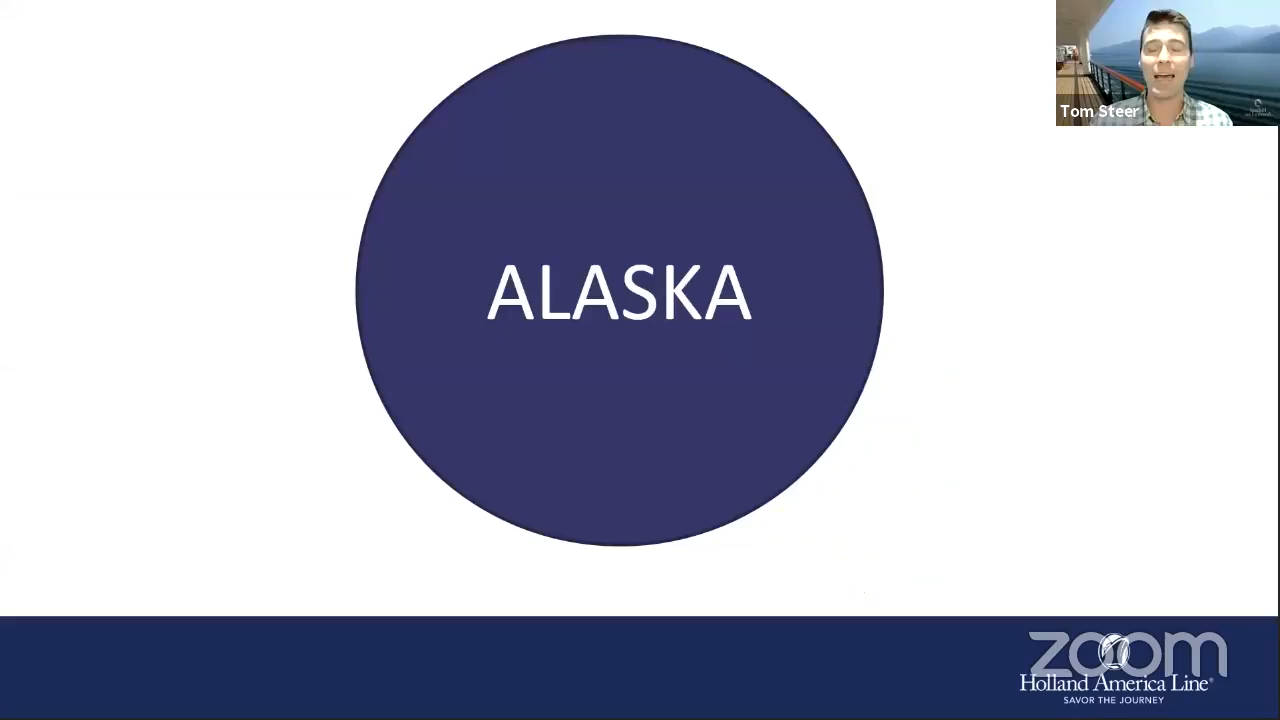 Tom Steer
ALASKA
zoom
Holland America Line®
SAVOR THE JOURNEY